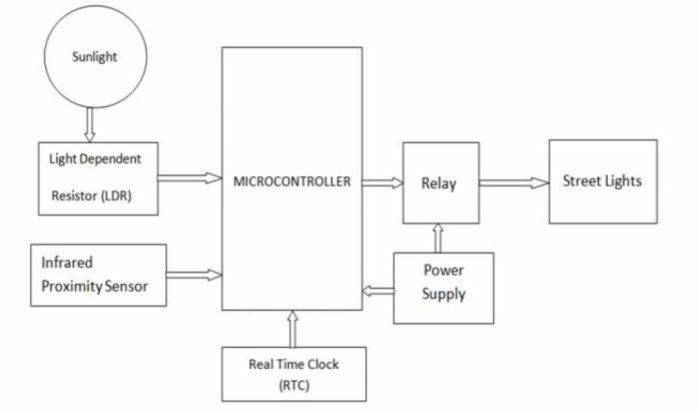 Sunlight
Light Dependent
Resistor (LDR)
MICROCONTROLLER
Relay
Street Lights
Infrared
Proximity Sensor
Power
Supply
Real Time Clock
(RTC)